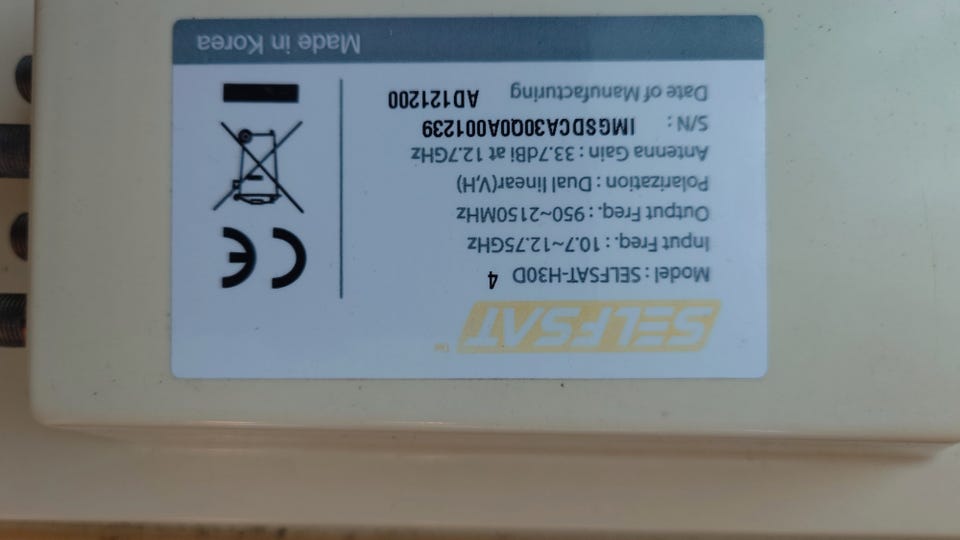 SELFSAT™
Model : SELFSAT-H30D 4
Input Freq. : 10.7~12.75GHz
Output Freq. : 950~2150MHz
Polarization : Dual linear(V,H)
Antenna Gain : 33.7dBi at 12.7GHz
S/N : IMGSDCA30Q0A001239
Date of Manufacturing AD121200
CE
Made in Korea